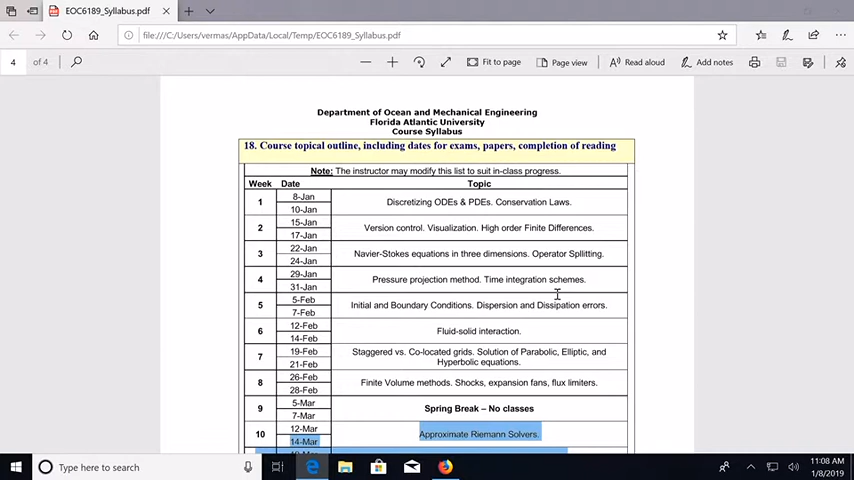 EOC6189_Syllabus.pdf
file:///C:/Users/vermas/AppData/Local/Temp/EOC6189_Syllabus.pdf
4 of 4 Fit to page Page view Read aloud Add notes
Department of Ocean and Mechanical Engineering
Florida Atlantic University
Course Syllabus
18. Course topical outline, including dates for exams, papers, completion of reading
Note: The instructor may modify this list to suit in-class progress.
Week Date Topic
8-Jan
1 Discretizing ODEs & PDEs. Conservation Laws.
10-Jan
15-Jan
2 Version control. Visualization. High order Finite Differences.
17-Jan
22-Jan
3 Navier-Stokes equations in three dimensions. Operator Spllitting.
24-Jan
29-Jan
4 Pressure projection method. Time integration schemes.
31-Jan
5-Feb
5 Initial and Boundary Conditions. Dispersion and Dissipation errors.
7-Feb
12-Feb
6 Fluid-solid interaction.
14-Feb
19-Feb Staggered vs. Co-located grids. Solution of Parabolic, Elliptic, and
7
21-Feb Hyperbolic equations.
26-Feb
8 Finite Volume methods. Shocks, expansion fans, flux limiters.
28-Feb
5-Mar
9 Spring Break – No classes
7-Mar
12-Mar
10 Approximate Riemann Solvers.
14-Mar
Type here to search
11:08 AM
1/8/2019